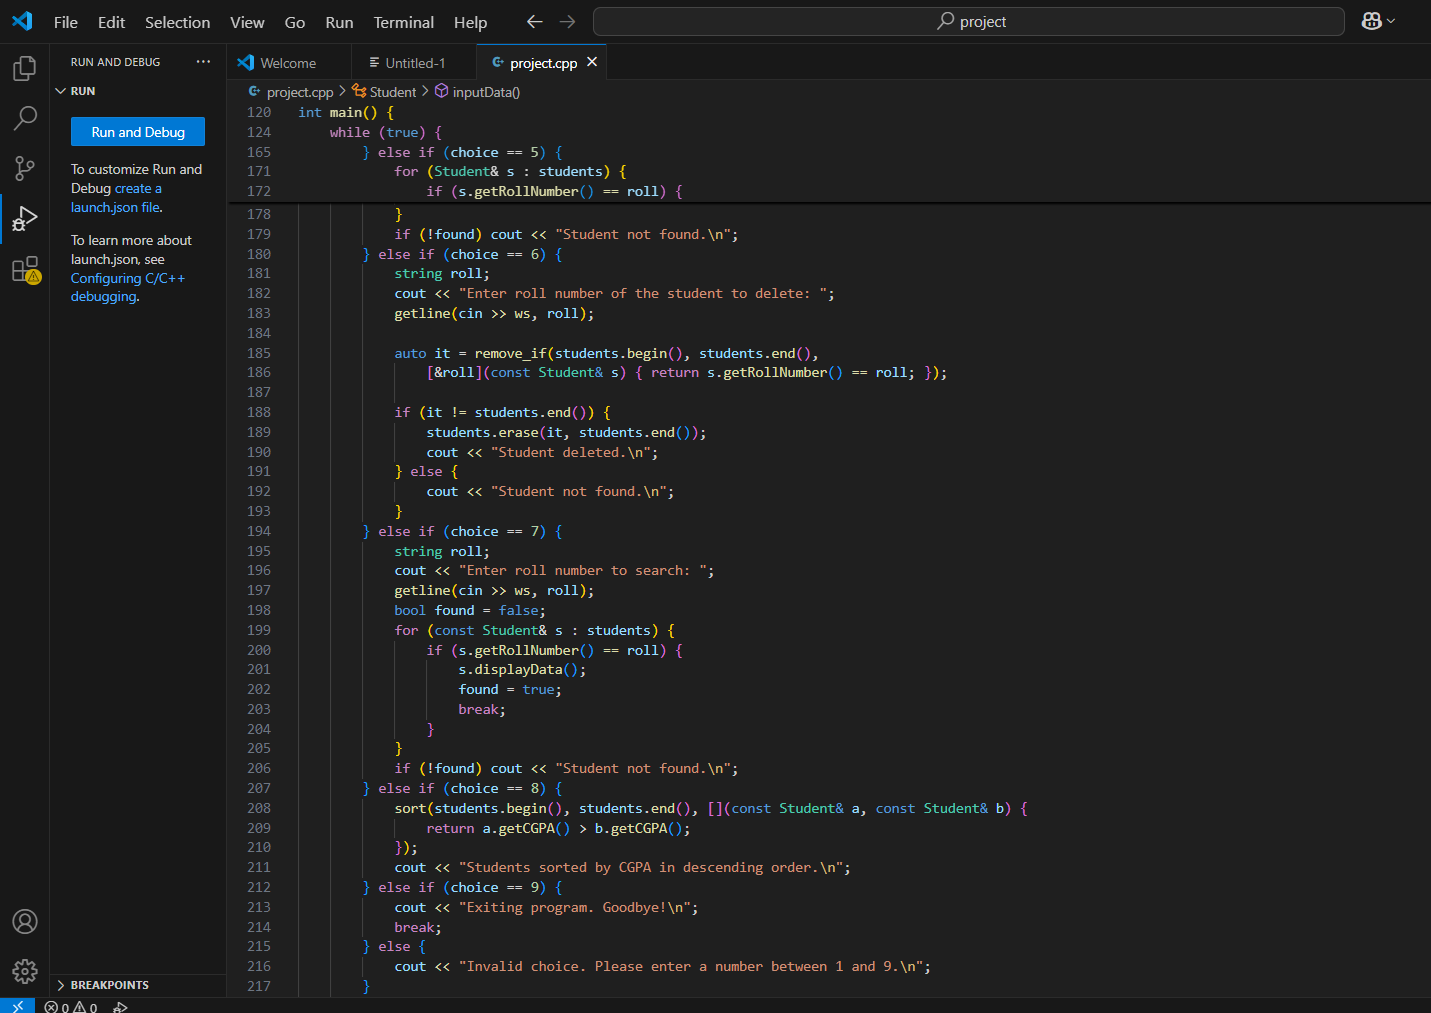 File Edit Selection View Go Run Terminal Help project
RUN AND DEBUG ···
Welcome Untitled-1 project.cpp
RUN
Run and Debug
To customize Run and
Debug create a
launch.json file.
To learn more about
launch.json, see
Configuring C/C++
debugging.
BREAKPOINTS
project.cpp > Student > inputData()
120 int main() {
124 while (true) {
165 } else if (choice == 5) {
171 for (Student& s : students) {
172 if (s.getRollNumber() == roll) {
178 }
179 if (!found) cout << "Student not found.\n";
180 } else if (choice == 6) {
181 string roll;
182 cout << "Enter roll number of the student to delete: ";
183 getline(cin >> ws, roll);
184
185 auto it = remove_if(students.begin(), students.end(),
186 [&roll](const Student& s) { return s.getRollNumber() == roll; });
187
188 if (it != students.end()) {
189 students.erase(it, students.end());
190 cout << "Student deleted.\n";
191 } else {
192 cout << "Student not found.\n";
193 }
194 } else if (choice == 7) {
195 string roll;
196 cout << "Enter roll number to search: ";
197 getline(cin >> ws, roll);
198 bool found = false;
199 for (const Student& s : students) {
200 if (s.getRollNumber() == roll) {
201 s.displayData();
202 found = true;
203 break;
204 }
205 }
206 if (!found) cout << "Student not found.\n";
207 } else if (choice == 8) {
208 sort(students.begin(), students.end(), [](const Student& a, const Student& b) {
209 return a.getCGPA() > b.getCGPA();
210 });
211 cout << "Students sorted by CGPA in descending order.\n";
212 } else if (choice == 9) {
213 cout << "Exiting program. Goodbye!\n";
214 break;
215 } else {
216 cout << "Invalid choice. Please enter a number between 1 and 9.\n";
217 }
0 0